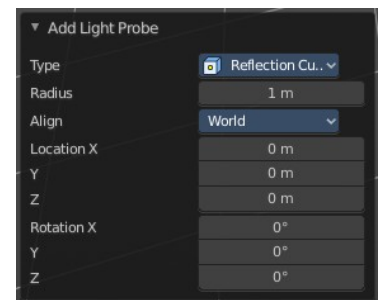 Add Light Probe
Type Reflection Cu..
Radius 1 m
Align World
Location X 0 m
Y 0 m
Z 0 m
Rotation X 0°
Y 0°
Z 0°